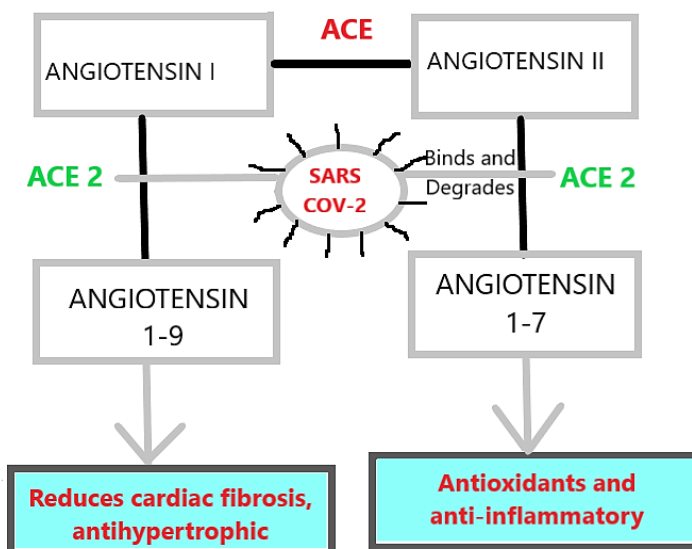 ACE
ANGIOTENSIN I
ANGIOTENSIN II
ACE 2
SARS
COV-2
Binds and
Degrades
ACE 2
ANGIOTENSIN
1-9
ANGIOTENSIN
1-7
Reduces cardiac fibrosis,
antihypertrophic
Antioxidants and
anti-inflammatory